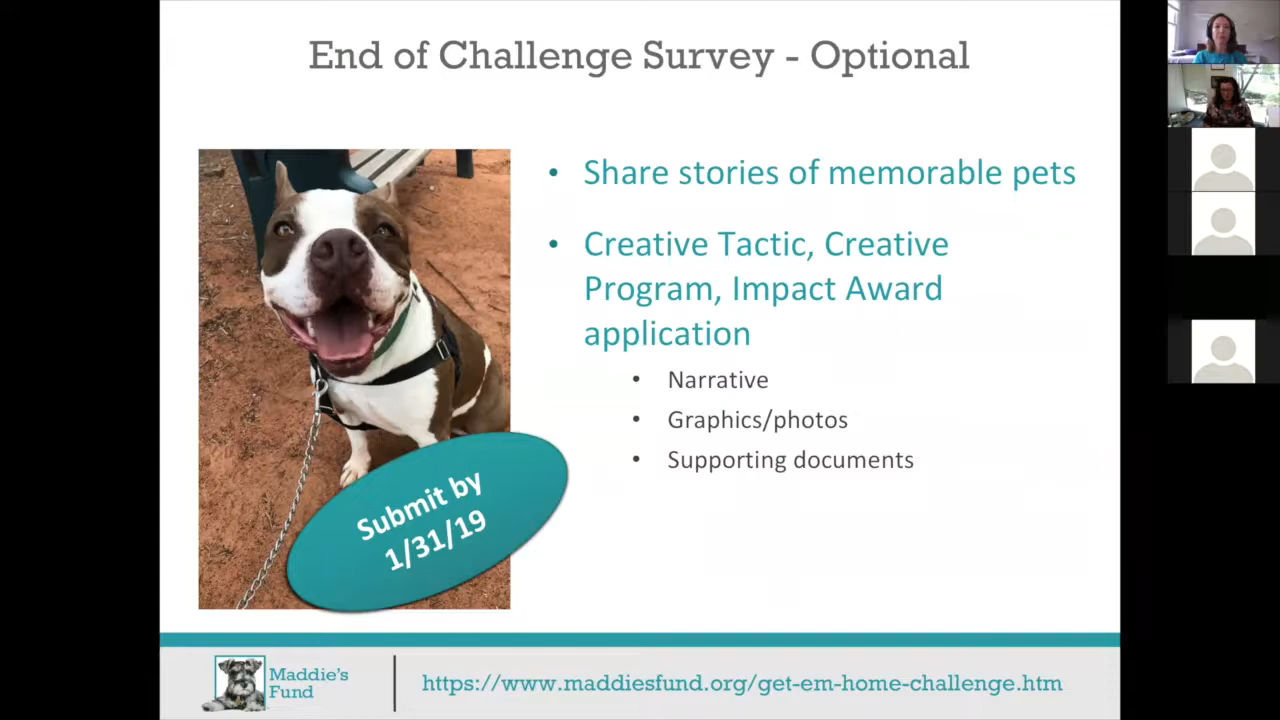 End of Challenge Survey - Optional
• Share stories of memorable pets
• Creative Tactic, Creative
Program, Impact Award
application
• Narrative
• Graphics/photos
• Supporting documents
Submit by
1/31/19
Maddie's
Fund
https://www.maddiesfund.org/get-em-home-challenge.htm